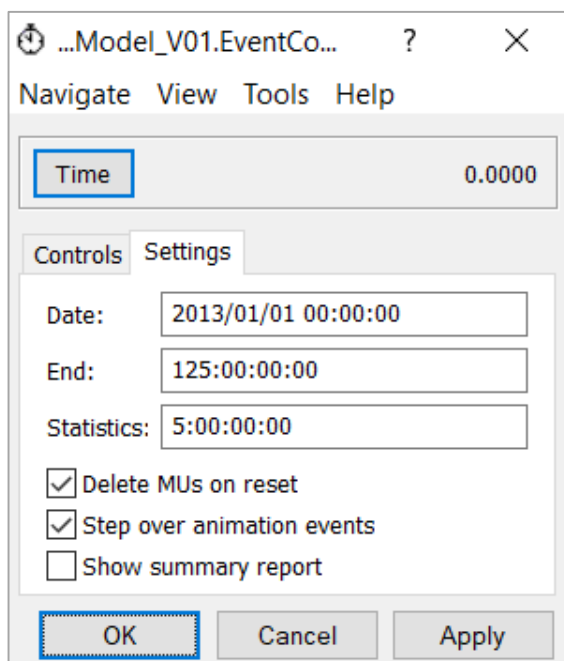 ...Model_V01.EventCo... ? ×
Navigate View Tools Help
Time 0.0000
Controls Settings
Date: 2013/01/01 00:00:00
End: 125:00:00:00
Statistics: 5:00:00:00
Delete MUs on reset
Step over animation events
Show summary report
OK Cancel Apply